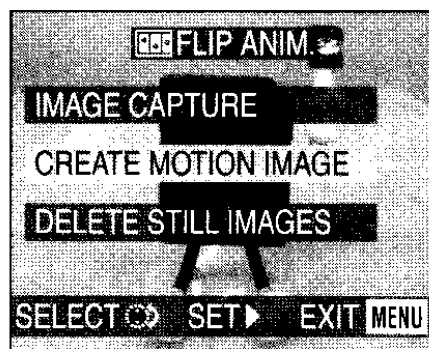 FLIP ANIM.
IMAGE CAPTURE
CREATE MOTION IMAGE
DELETE STILL IMAGES
SELECT SET EXIT MENU